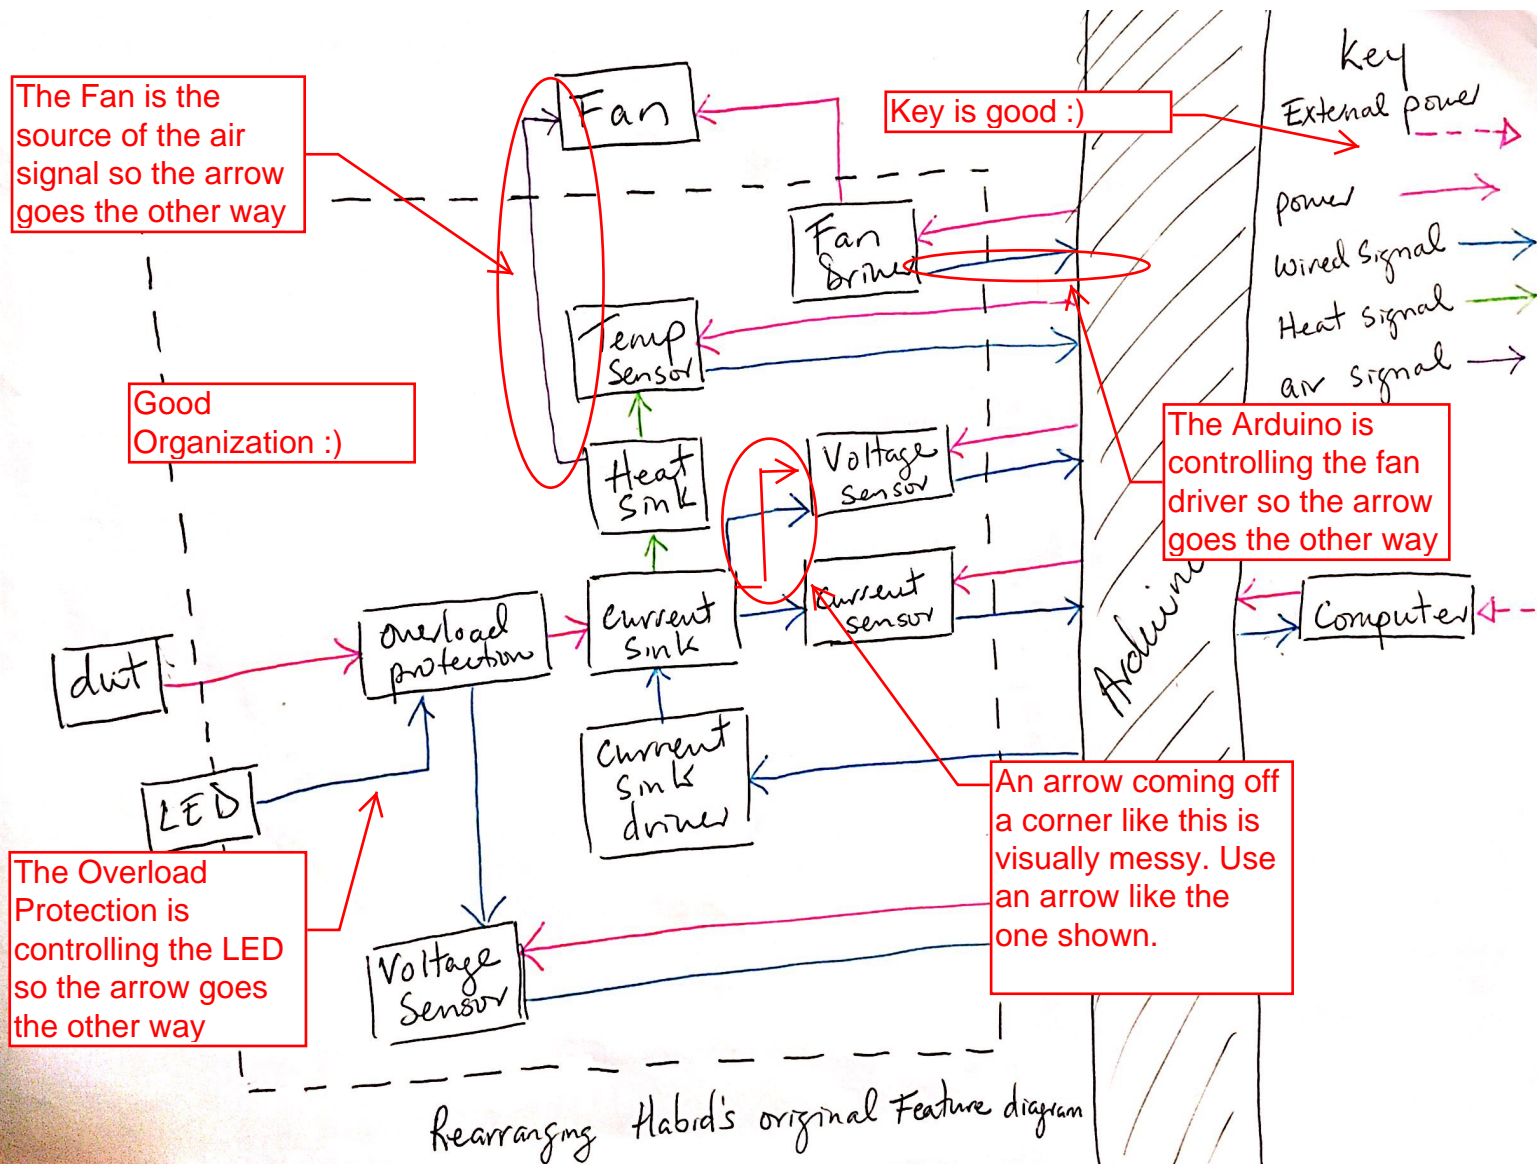 The Fan is the
source of the air
signal so the arrow
goes the other way
Fan
Key is good :)
Key
External power
power
Wired Signal
Heat Signal
air signal
Fan
Driver
Temp
Sensor
Good
Organization :)
Heat
Sink
Voltage
sensor
The Arduino is
controlling the fan
driver so the arrow
goes the other way
Overload
protection
Current
Sink
Current
sensor
Arduino
Computer
dut
LED
Current
Sink
driver
An arrow coming off
a corner like this is
visually messy. Use
an arrow like the
one shown.
The Overload
Protection is
controlling the LED
so the arrow goes
the other way
Voltage
Sensor
Rearranging Habid's original Feature diagram